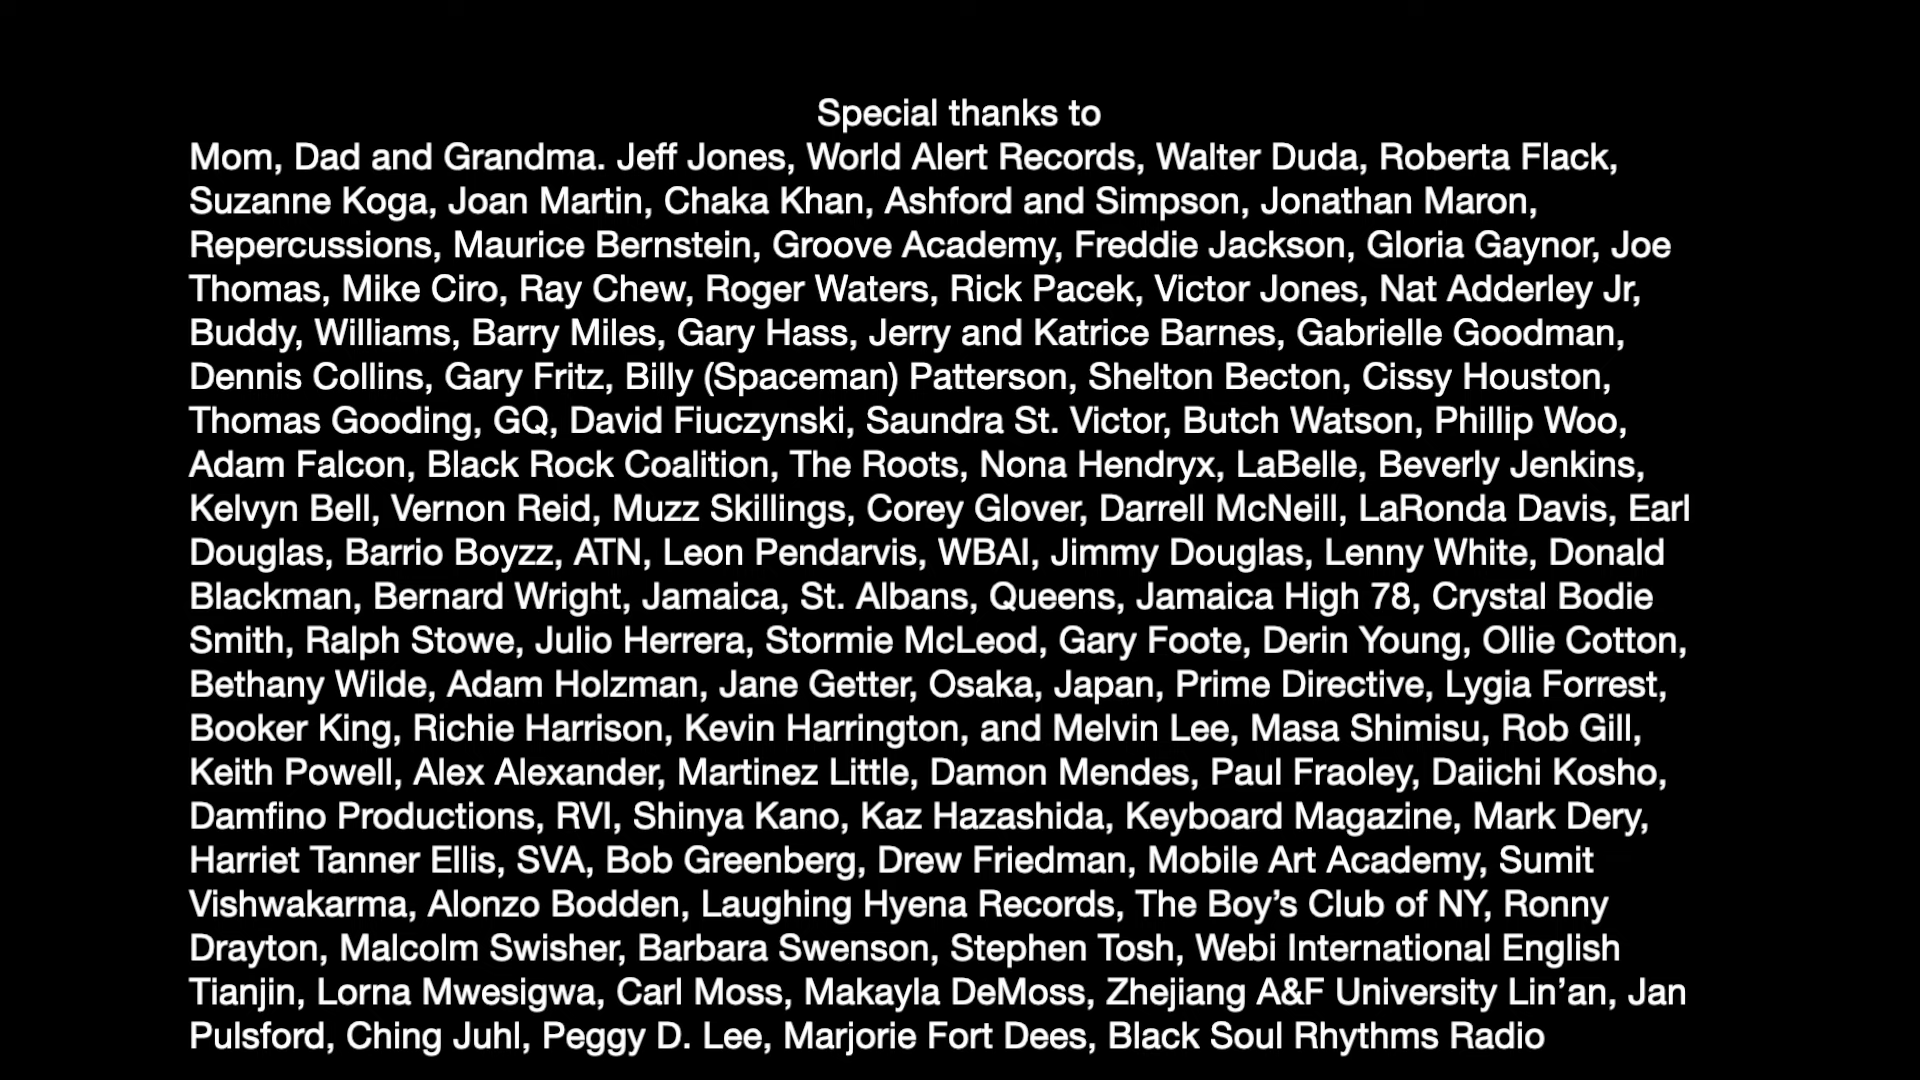 Special thanks to
Mom, Dad and Grandma. Jeff Jones, World Alert Records, Walter Duda, Roberta Flack,
Suzanne Koga, Joan Martin, Chaka Khan, Ashford and Simpson, Jonathan Maron,
Repercussions, Maurice Bernstein, Groove Academy, Freddie Jackson, Gloria Gaynor, Joe
Thomas, Mike Ciro, Ray Chew, Roger Waters, Rick Pacek, Victor Jones, Nat Adderley Jr,
Buddy, Williams, Barry Miles, Gary Hass, Jerry and Katrice Barnes, Gabrielle Goodman,
Dennis Collins, Gary Fritz, Billy (Spaceman) Patterson, Shelton Becton, Cissy Houston,
Thomas Gooding, GQ, David Fiuczynski, Saundra St. Victor, Butch Watson, Phillip Woo,
Adam Falcon, Black Rock Coalition, The Roots, Nona Hendryx, LaBelle, Beverly Jenkins,
Kelvyn Bell, Vernon Reid, Muzz Skillings, Corey Glover, Darrell McNeill, LaRonda Davis, Earl
Douglas, Barrio Boyzz, ATN, Leon Pendarvis, WBAI, Jimmy Douglas, Lenny White, Donald
Blackman, Bernard Wright, Jamaica, St. Albans, Queens, Jamaica High 78, Crystal Bodie
Smith, Ralph Stowe, Julio Herrera, Stormie McLeod, Gary Foote, Derin Young, Ollie Cotton,
Bethany Wilde, Adam Holzman, Jane Getter, Osaka, Japan, Prime Directive, Lygia Forrest,
Booker King, Richie Harrison, Kevin Harrington, and Melvin Lee, Masa Shimisu, Rob Gill,
Keith Powell, Alex Alexander, Martinez Little, Damon Mendes, Paul Fraoley, Daiichi Kosho,
Damfino Productions, RVI, Shinya Kano, Kaz Hazashida, Keyboard Magazine, Mark Dery,
Harriet Tanner Ellis, SVA, Bob Greenberg, Drew Friedman, Mobile Art Academy, Sumit
Vishwakarma, Alonzo Bodden, Laughing Hyena Records, The Boy’s Club of NY, Ronny
Drayton, Malcolm Swisher, Barbara Swenson, Stephen Tosh, Webi International English
Tianjin, Lorna Mwesigwa, Carl Moss, Makayla DeMoss, Zhejiang A&F University Lin’an, Jan
Pulsford, Ching Juhl, Peggy D. Lee, Marjorie Fort Dees, Black Soul Rhythms Radio